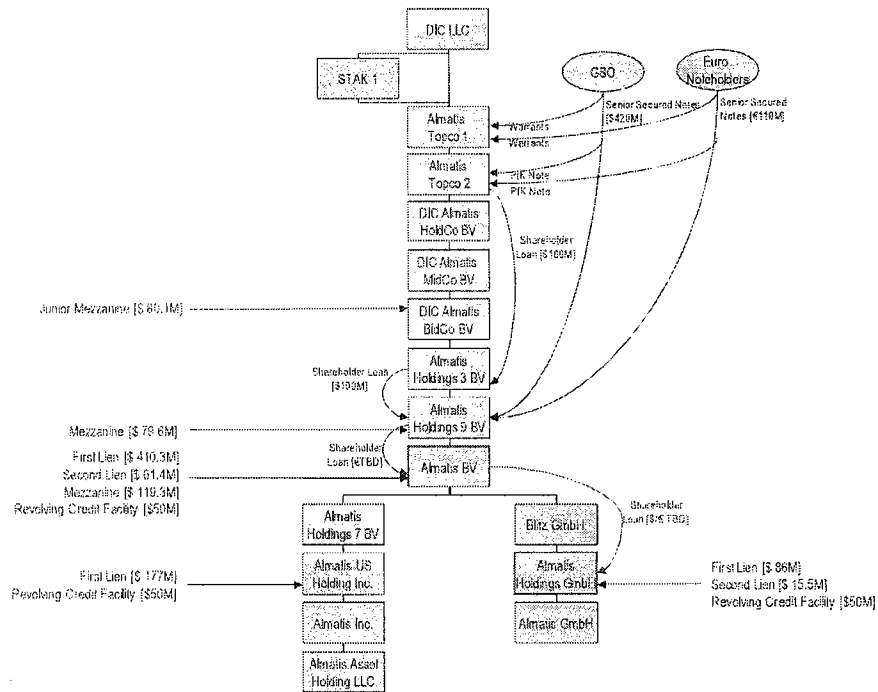 DIC LLC
STAK 1
GSO
Euro
Noteholders
Senior Secured Notes
[$420M]
Senior Secured
Notes [€110M]
Almatis
Topco 1
Warrants
Warrants
Almatis
Topco 2
PIK Note
PIK Note
DIC Almatis
HoldCo BV
Shareholder
Loan [$100M]
DIC Almatis
MidCo BV
Junior Mezzanine [$ 80.1M]
DIC Almatis
BidCo BV
Almatis
Holdings 3 BV
Shareholder Loan
[$100M]
Almatis
Holdings 9 BV
Mezzanine [$ 79.6M]
First Lien [$ 410.3M]
Second Lien [$ 61.4M]
Mezzanine [$ 119.3M]
Revolving Credit Facility [$50M]
Shareholder
Loan [€TBD]
Almatis BV
Shareholder
Loan [$/€ TBD]
Almatis
Holdings 7 BV
Blitz GmbH
Almatis US
Holding Inc.
First Lien [$ 177M]
Revolving Credit Facility [$50M]
Almatis
Holdings GmbH
First Lien [$ 86M]
Second Lien [$ 15.5M]
Revolving Credit Facility [$50M]
Almatis Inc.
Almatis GmbH
Almatis Asset
Holding LLC